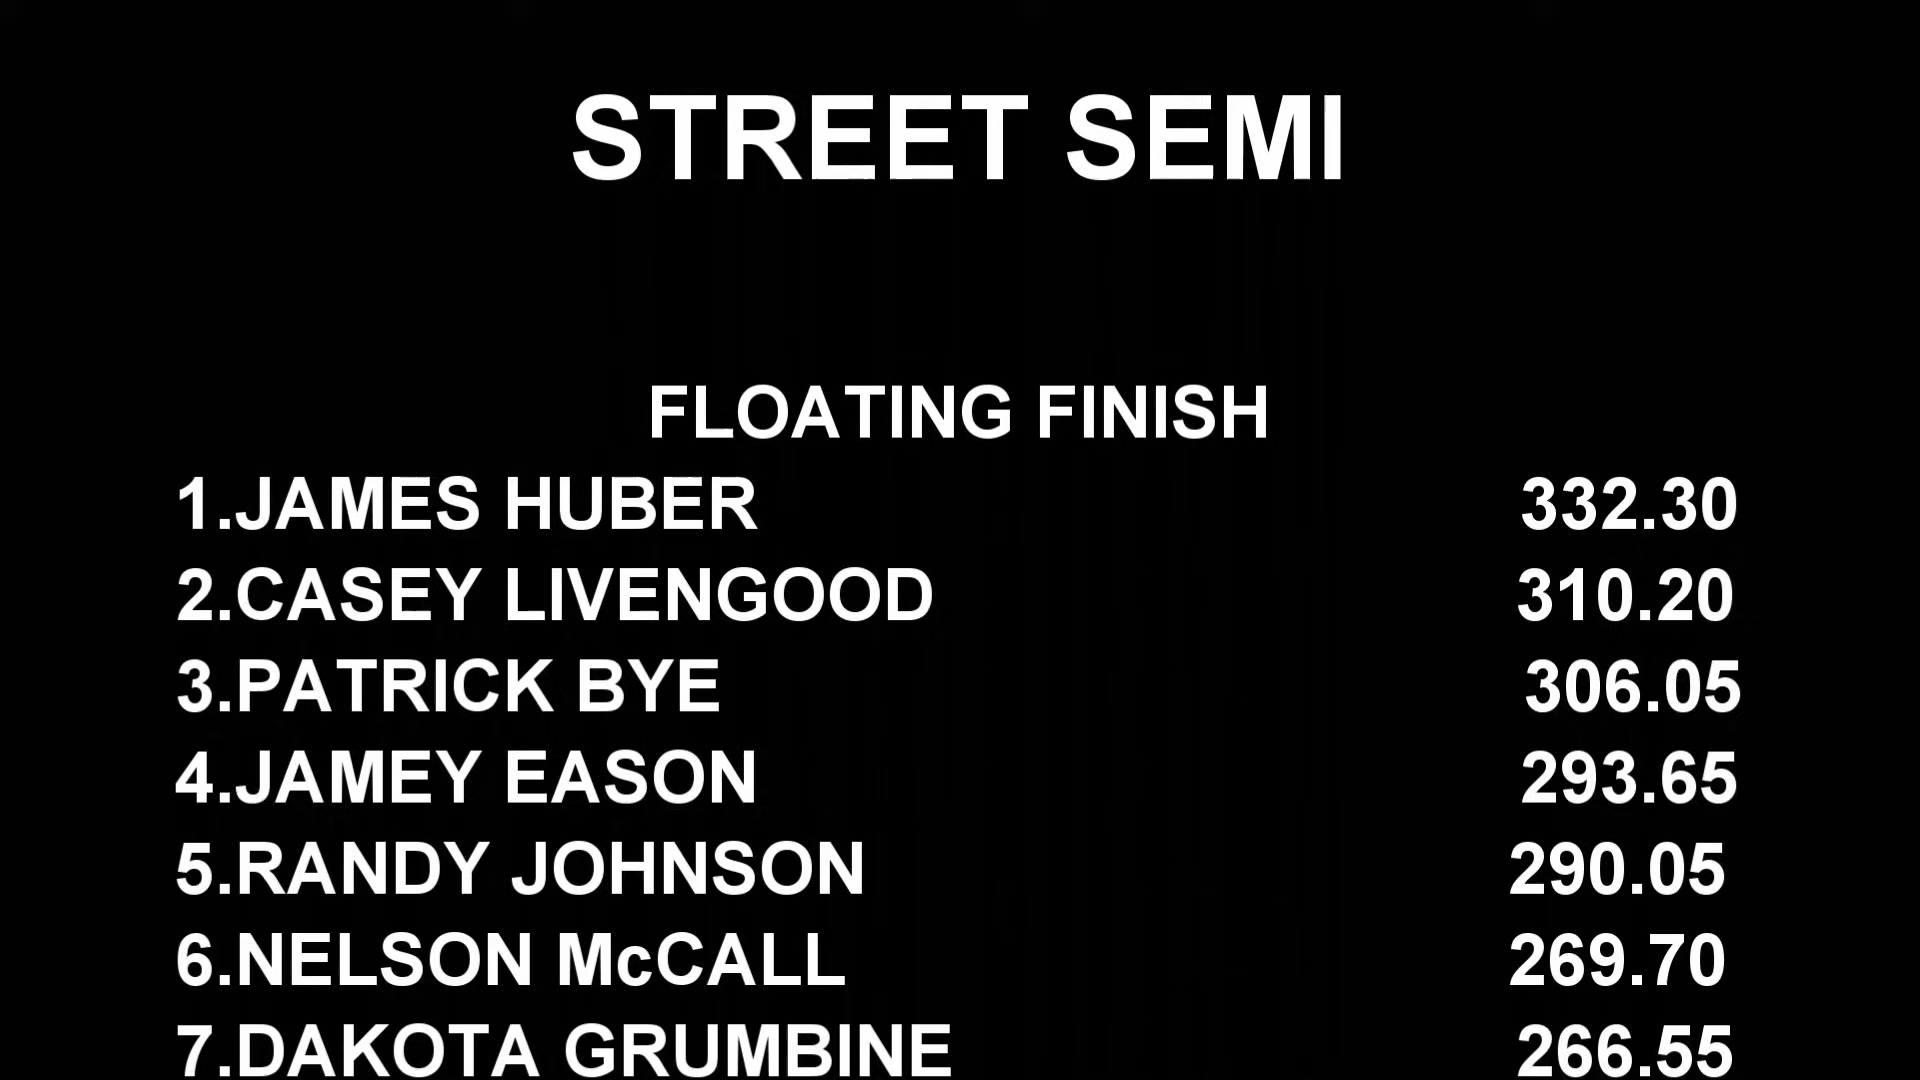 STREET SEMI
FLOATING FINISH
1.JAMES HUBER 332.30
2.CASEY LIVENGOOD 310.20
3.PATRICK BYE 306.05
4.JAMEY EASON 293.65
5.RANDY JOHNSON 290.05
6.NELSON McCALL 269.70
7.DAKOTA GRUMBINE 266.55